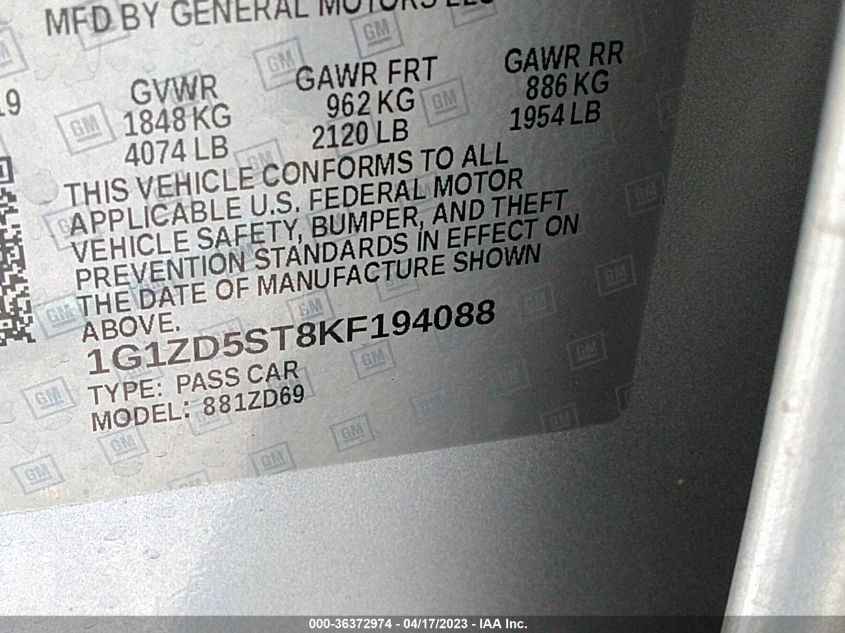 MFD BY GENERAL MOTORS LLC
19
GVWR GAWR FRT GAWR RR
1848 KG 962 KG 886 KG
4074 LB 2120 LB 1954 LB
THIS VEHICLE CONFORMS TO ALL
APPLICABLE U.S. FEDERAL MOTOR
VEHICLE SAFETY, BUMPER, AND THEFT
PREVENTION STANDARDS IN EFFECT ON
THE DATE OF MANUFACTURE SHOWN
ABOVE.
1G1ZD5ST8KF194088
TYPE: PASS CAR
MODEL: 881ZD69
GM
000-36372974 - 04/17/2023 - IAA Inc.